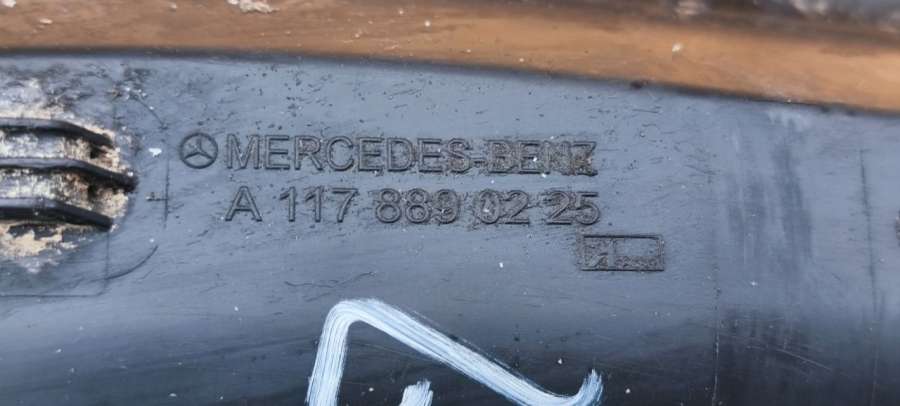 MERCEDES-BENZ
A 117 889 02 25